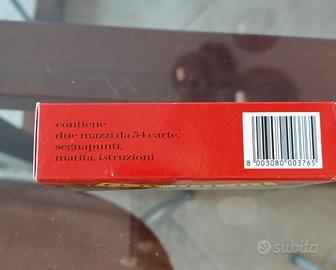 contiene
due mazzi da 54 carte,
segnapunti,
matita, istruzioni
8 003080 003765
subito